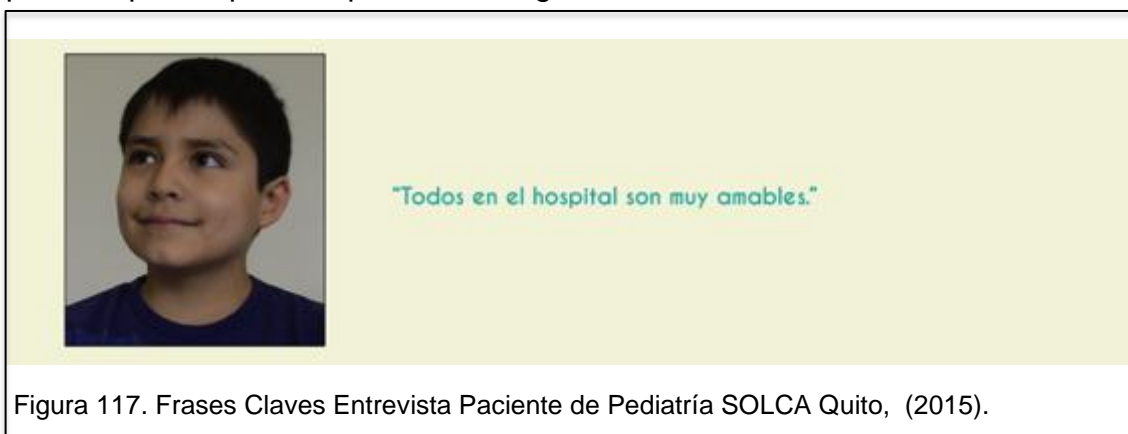 "Todos en el hospital son muy amables."
Figura 117. Frases Claves Entrevista Paciente de Pediatría SOLCA Quito, (2015).